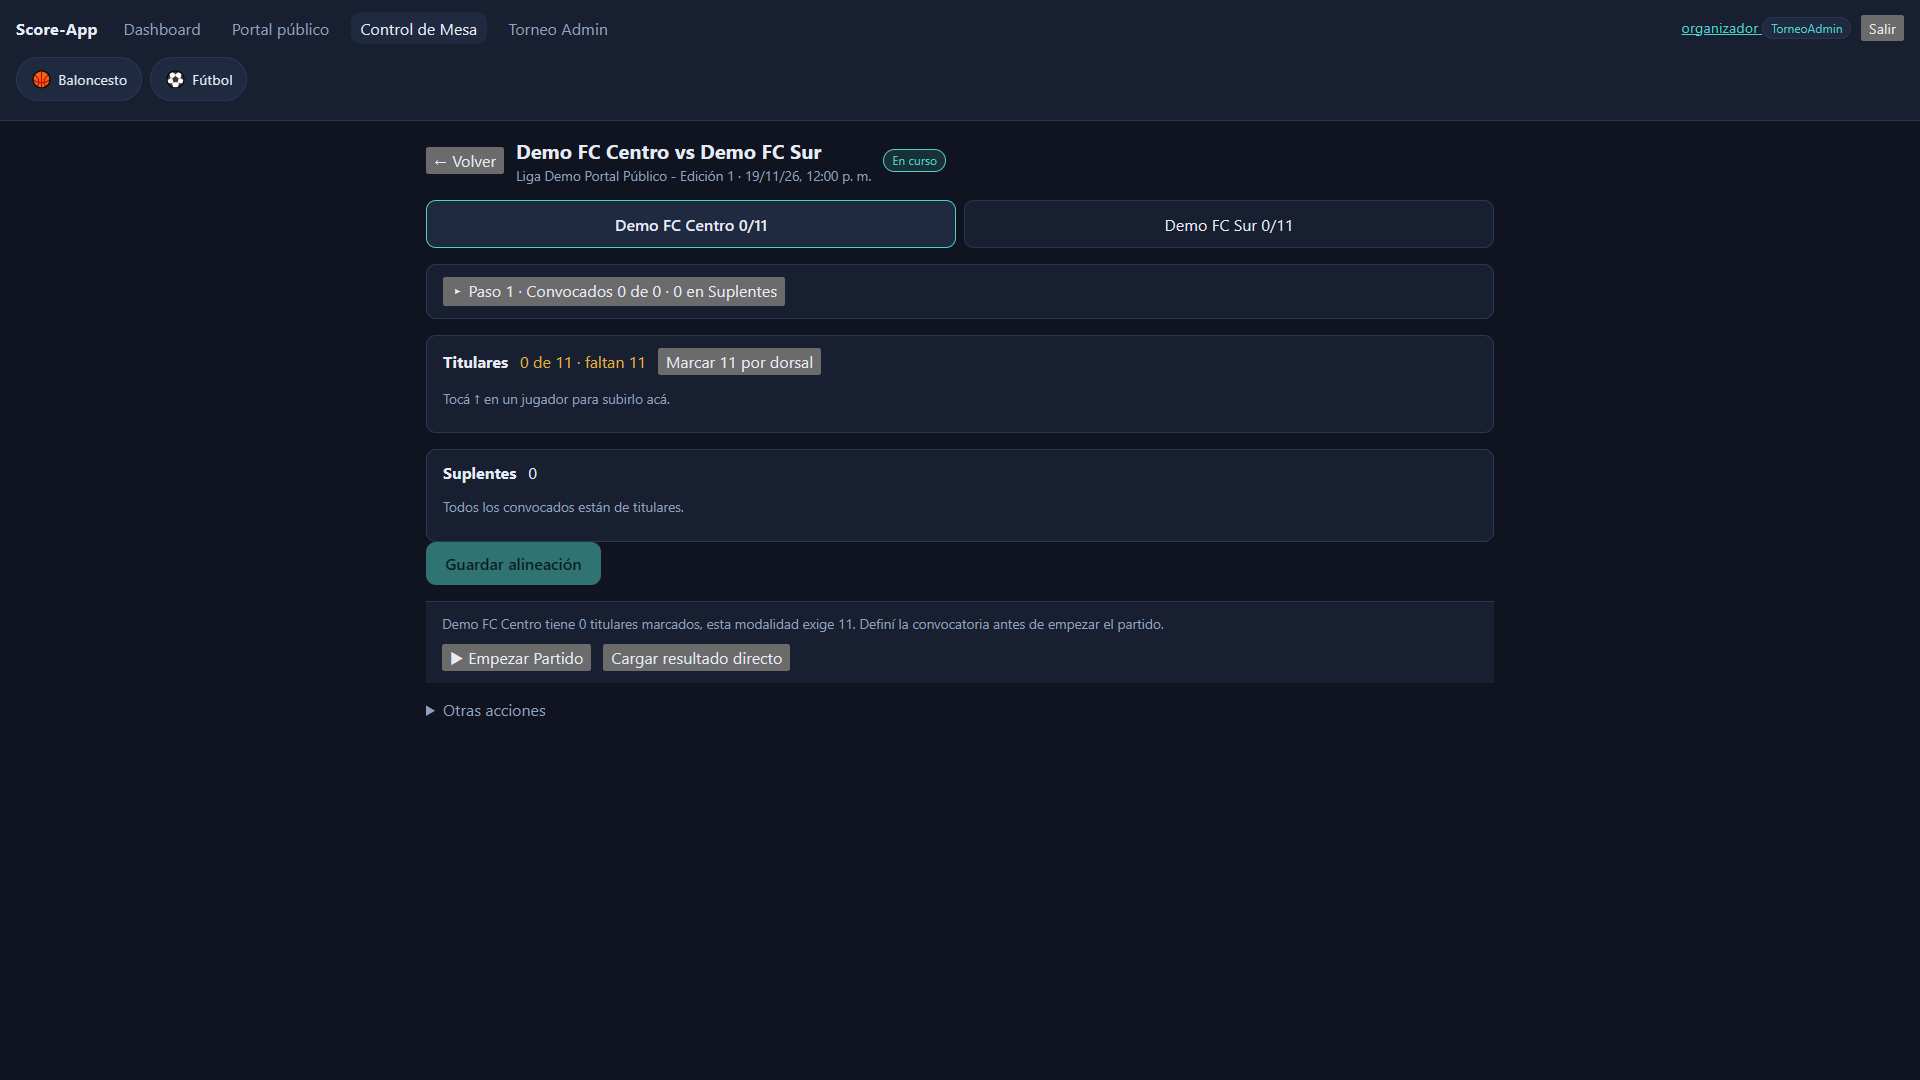 Score-App Dashboard Portal público Control de Mesa Torneo Admin organizador TorneoAdmin Salir
Baloncesto Fútbol
← Volver Demo FC Centro vs Demo FC Sur En curso
Liga Demo Portal Público - Edición 1 · 19/11/26, 12:00 p. m.
Demo FC Centro 0/11 Demo FC Sur 0/11
▸ Paso 1 · Convocados 0 de 0 · 0 en Suplentes
Titulares 0 de 11 · faltan 11 Marcar 11 por dorsal
Tocá ↑ en un jugador para subirlo acá.
Suplentes 0
Todos los convocados están de titulares.
Guardar alineación
Demo FC Centro tiene 0 titulares marcados, esta modalidad exige 11. Definí la convocatoria antes de empezar el partido.
▶ Empezar Partido Cargar resultado directo
▶ Otras acciones